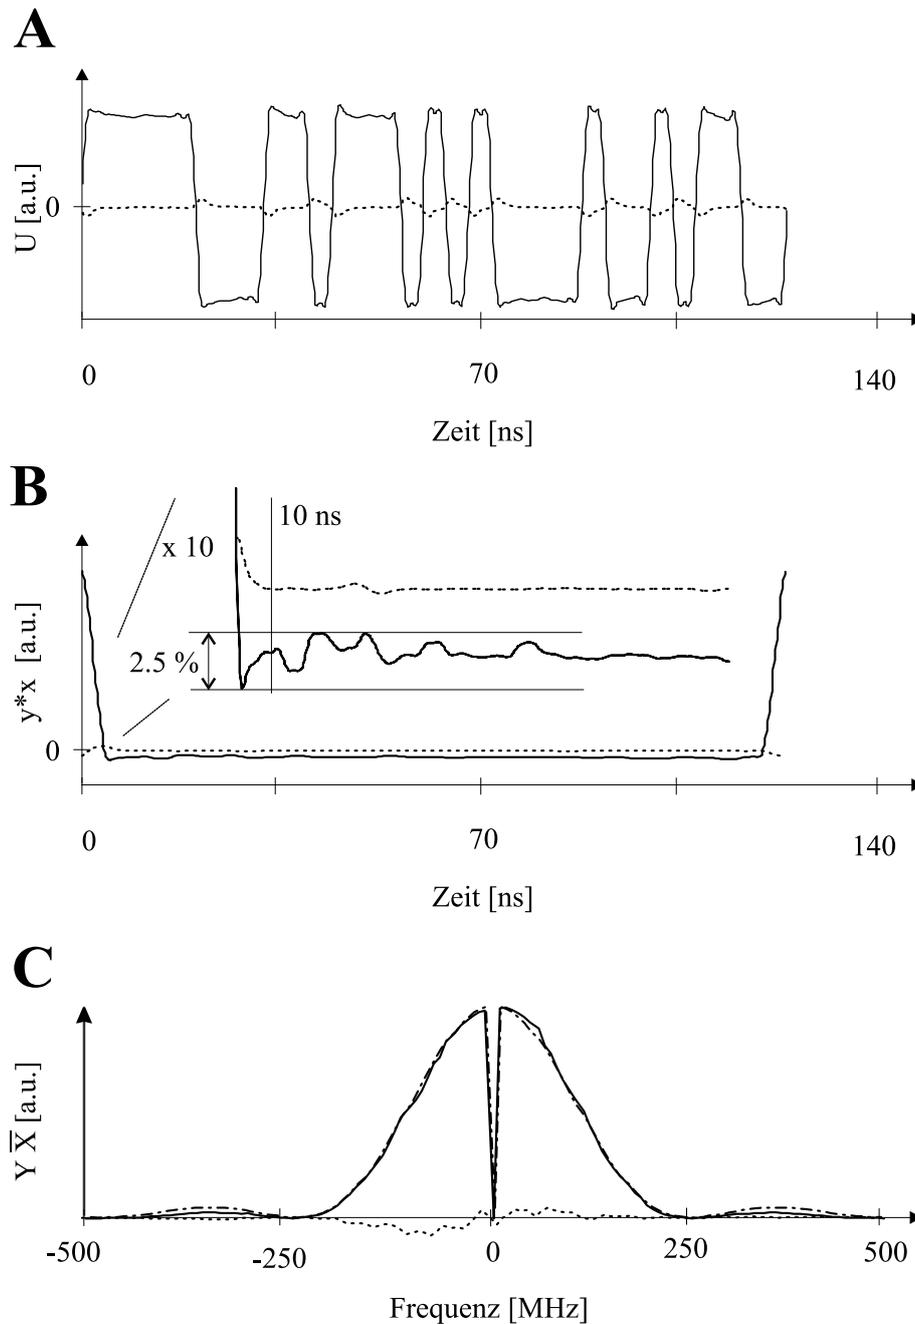 A
U [a.u.]
0
0 70 140
Zeit [ns]
B
10 ns
x 10
2.5 %
y*x [a.u.]
0
0 70 140
Zeit [ns]
C
Y X̅ [a.u.]
-500 -250 0 250 500
Frequenz [MHz]